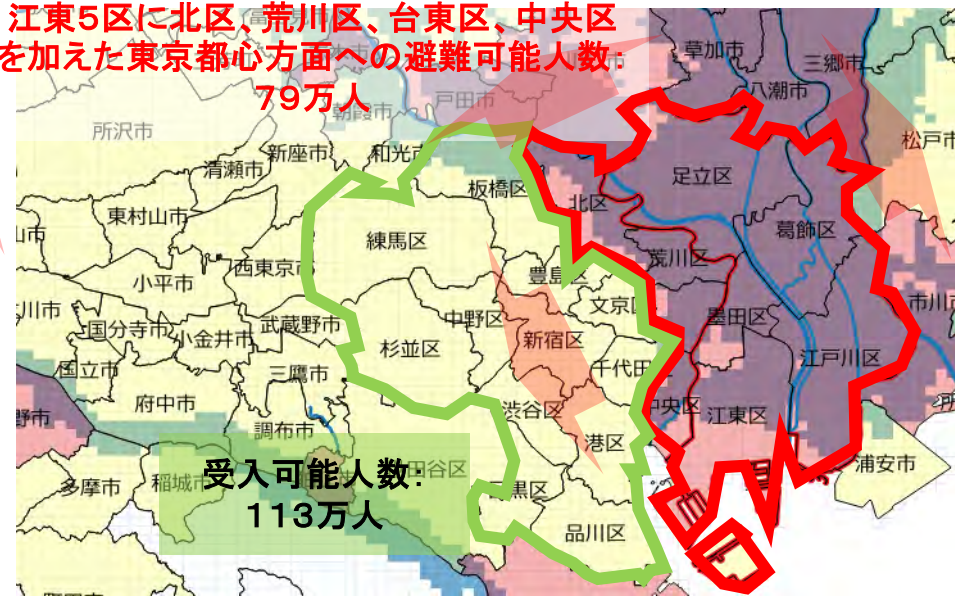 江東5区に北区、荒川区、台東区、中央区
を加えた東京都心方面への避難可能人数：
79万人
草加市
三郷市
八潮市
戸田市
朝霞市
所沢市
松戸市
新座市
和光市
清瀬市
足立区
板橋区
北区
東村山市
葛飾区
練馬区
荒川区
西東京市
豊島区
小平市
文京区
市川市
中野区
墨田区
武蔵野市
国分寺市
小金井市
新宿区
杉並区
江戸川区
千代田
国立市
三鷹市
府中市
渋谷区
中央区
江東区
調布市
港区
浦安市
受入可能人数：
田谷区
多摩市
稲城市
黒区
113万人
品川区